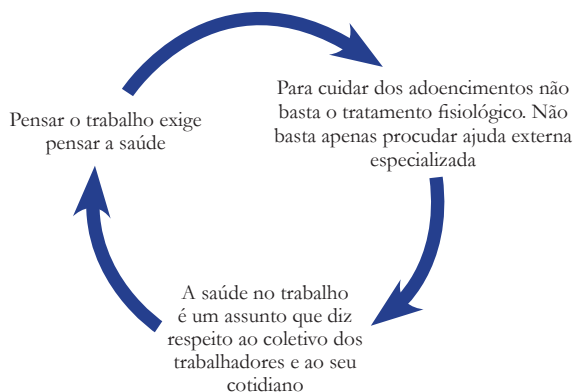 Pensar o trabalho exige
pensar a saúde
Para cuidar dos adoencimentos não
basta o tratamento fisiológico. Não
basta apenas procudar ajuda externa
especializada
A saúde no trabalho
é um assunto que diz
respeito ao coletivo dos
trabalhadores e ao seu
cotidiano